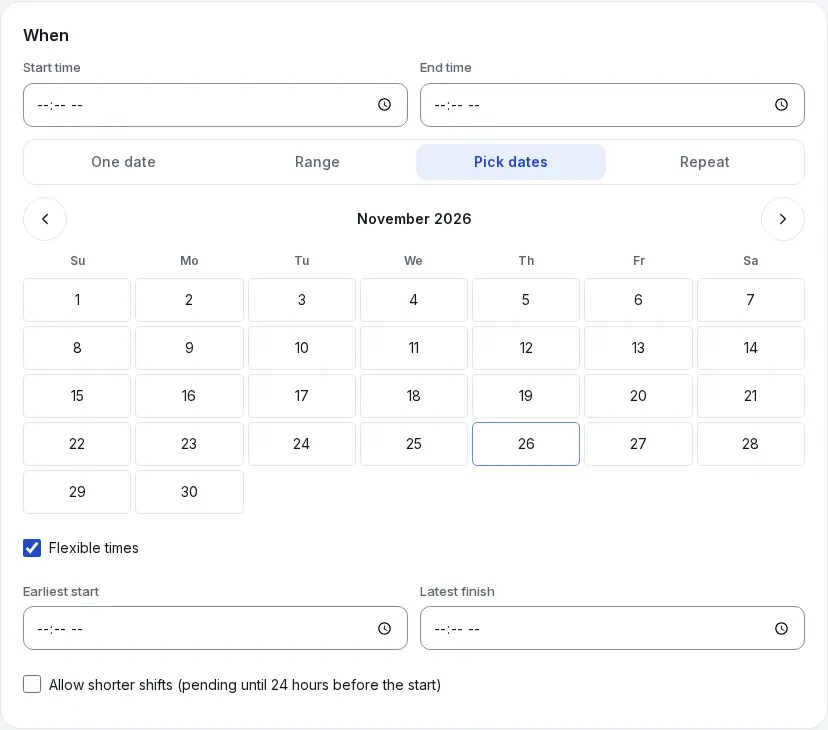 When
Start time End time
--:-- -- --:-- --
One date Range Pick dates Repeat
November 2026
Su Mo Tu We Th Fr Sa
1 2 3 4 5 6 7
8 9 10 11 12 13 14
15 16 17 18 19 20 21
22 23 24 25 26 27 28
29 30
Flexible times
Earliest start Latest finish
--:-- -- --:-- --
Allow shorter shifts (pending until 24 hours before the start)